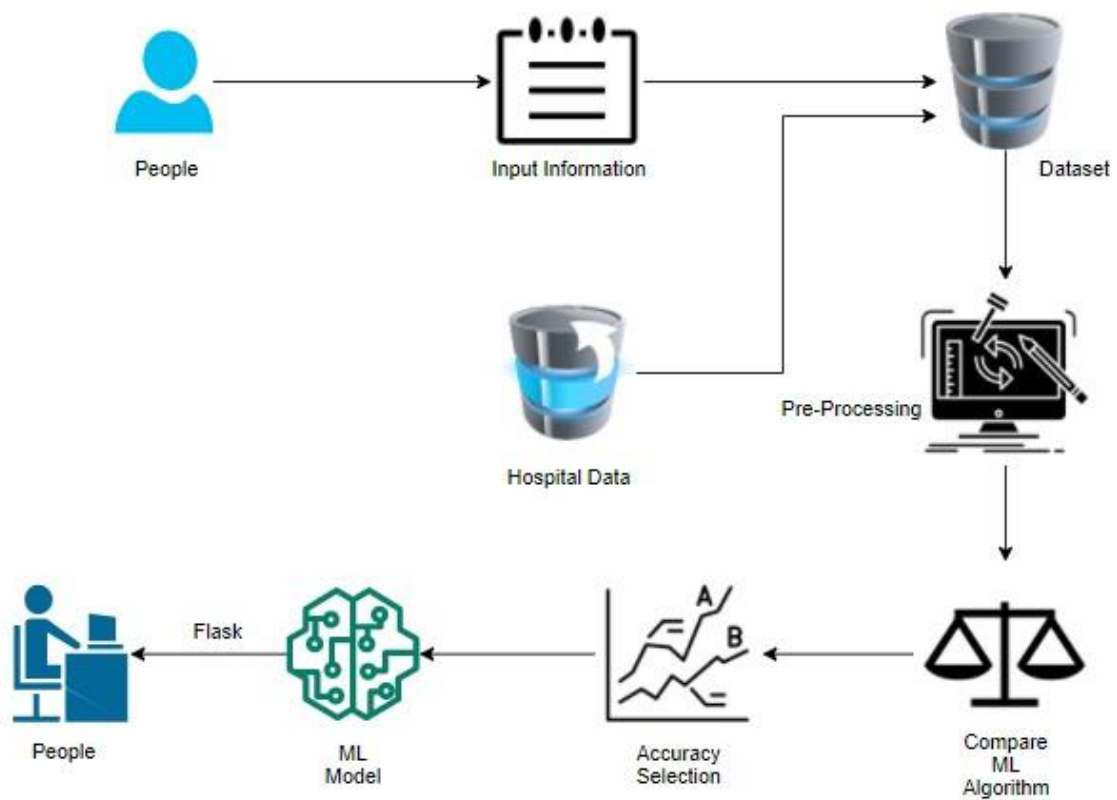 People
Input Information
Dataset
Pre-Processing
Hospital Data
Flask
A
B
People
ML
Model
Accuracy
Selection
Compare
ML
Algorithm